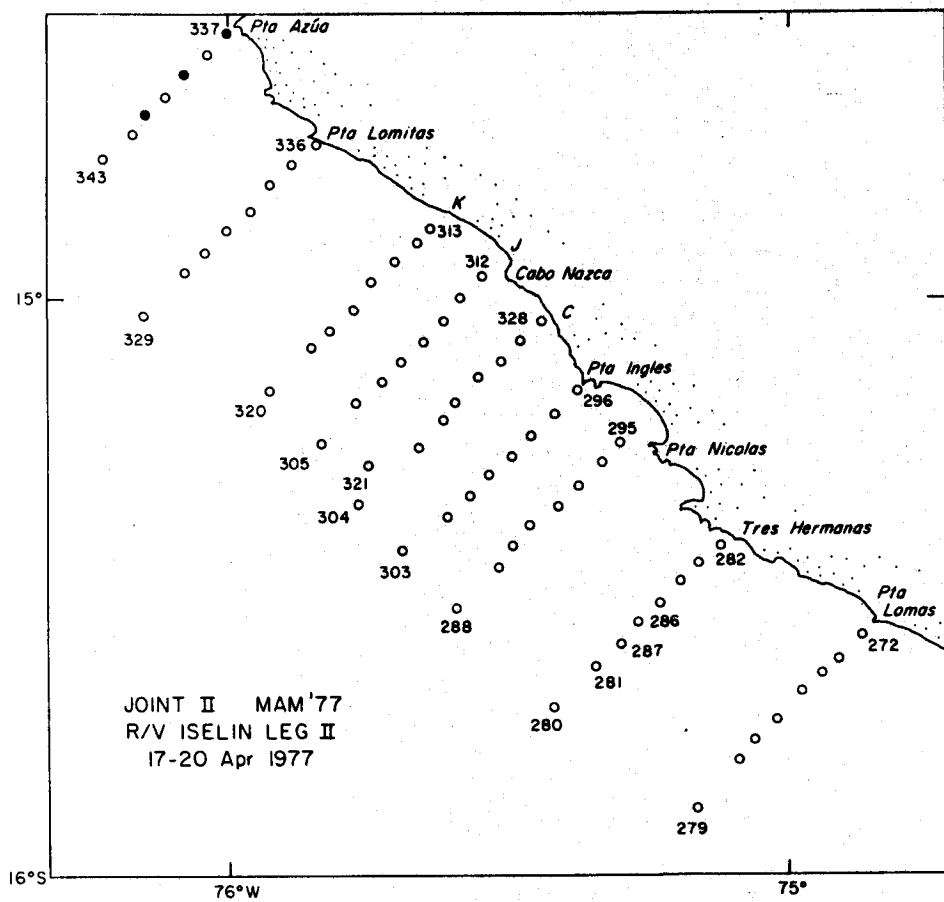 337
Pta Azúa
343
336
Pta Lomitas
K
313
J
312
Cabo Nazca
15°
328
C
329
Pta Ingles
320
296
295
305
321
Pta Nicolas
304
Tres Hermanas
303
282
288
286
Pta
Lomas
287
272
281
280
JOINT II MAM'77
R/V ISELIN LEG II
17-20 Apr 1977
279
16°S
76°W
75°